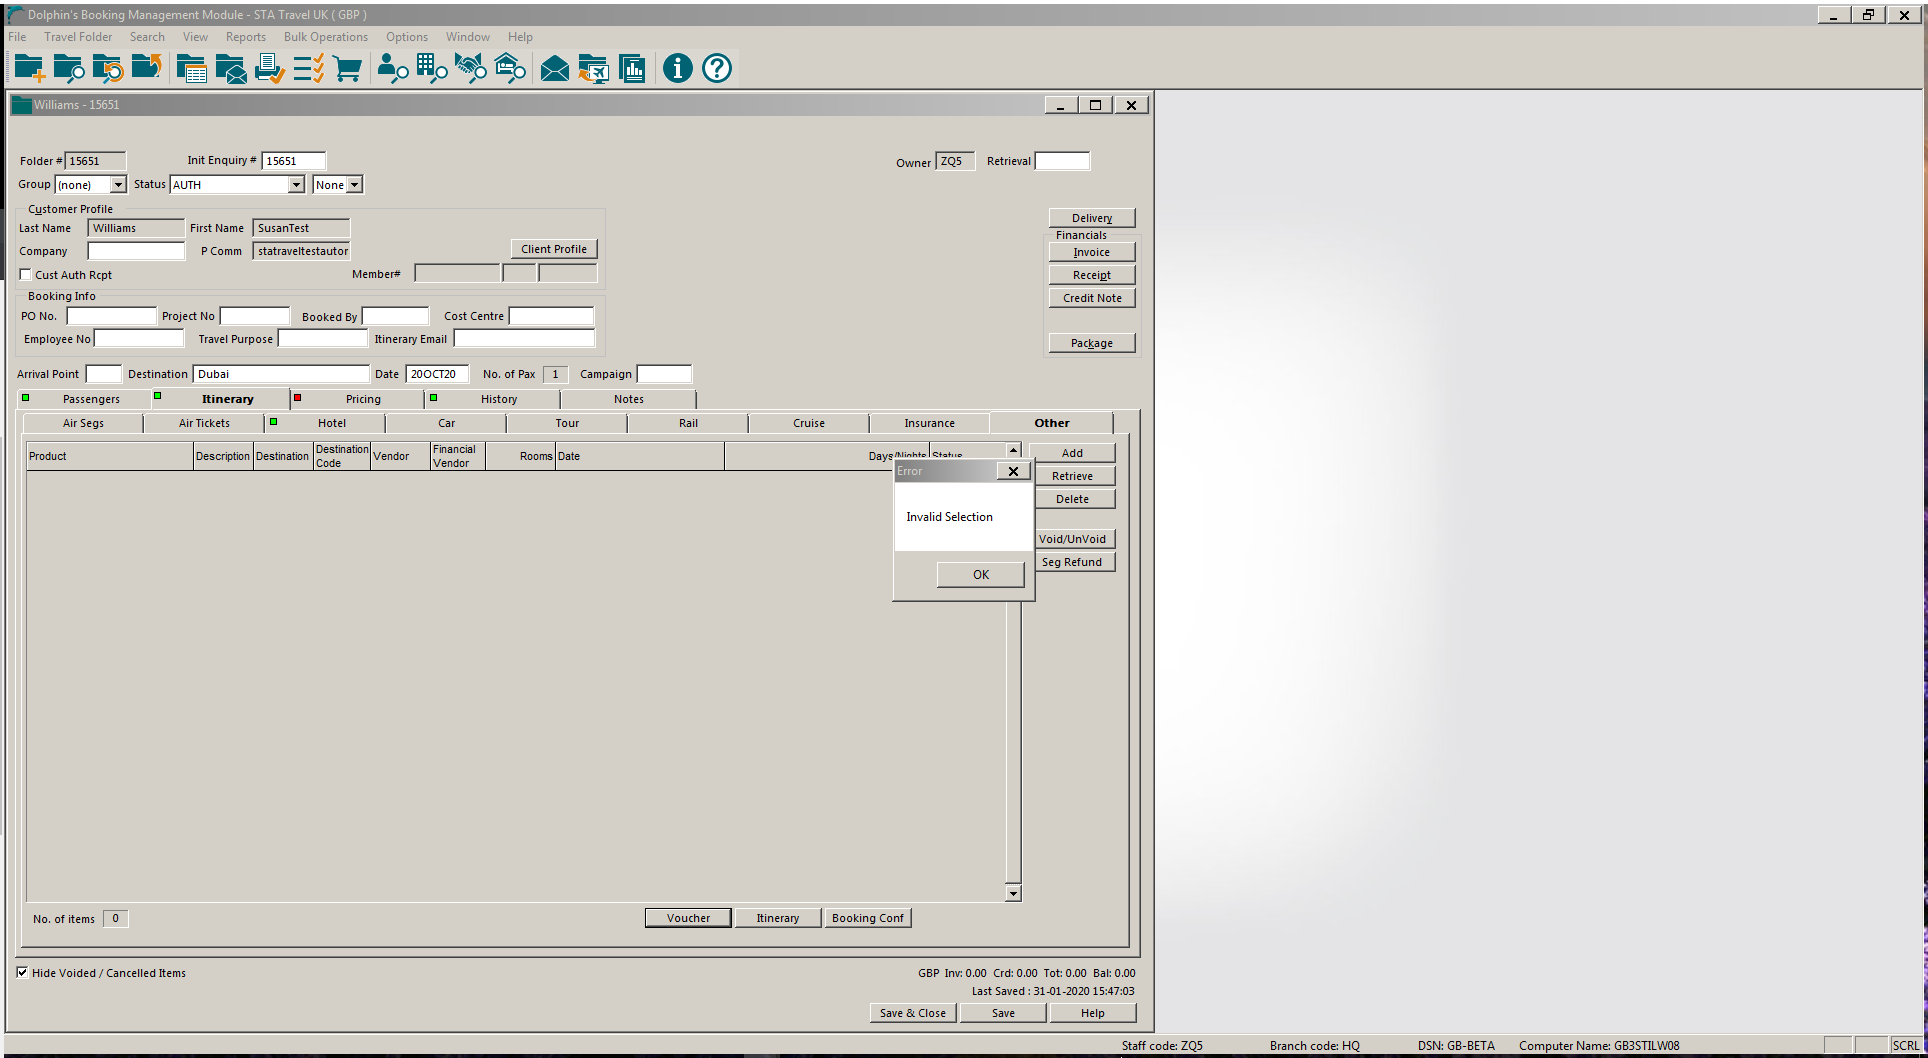 Dolphin's Booking Management Module - STA Travel UK ( GBP )
File Travel Folder Search View Reports Bulk Operations Options Window Help
Williams - 15651
Folder # 15651 Init Enquiry # 15651 Owner ZQ5 Retrieval
Group (none) Status AUTH None
Customer Profile
Last Name Williams First Name SusanTest
Company P Comm statraveltestautor Client Profile
Cust Auth Rcpt Member#
Booking Info
PO No. Project No Booked By Cost Centre
Employee No Travel Purpose Itinerary Email
Delivery
Financials
Invoice
Receipt
Credit Note
Package
Arrival Point Destination Dubai Date 20OCT20 No. of Pax 1 Campaign
Passengers Itinerary Pricing History Notes
Air Segs Air Tickets Hotel Car Tour Rail Cruise Insurance Other
Product Description Destination Destination Code Vendor Financial Vendor Rooms Date Days/Nights Status
Add
Retrieve
Delete
Void/UnVoid
Seg Refund
Error
Invalid Selection
OK
No. of items 0 Voucher Itinerary Booking Conf
Hide Voided / Cancelled Items GBP Inv: 0.00 Crd: 0.00 Tot: 0.00 Bal: 0.00
Last Saved : 31-01-2020 15:47:03
Save & Close Save Help
Staff code: ZQ5 Branch code: HQ DSN: GB-BETA Computer Name: GB3STILW08 SCRL